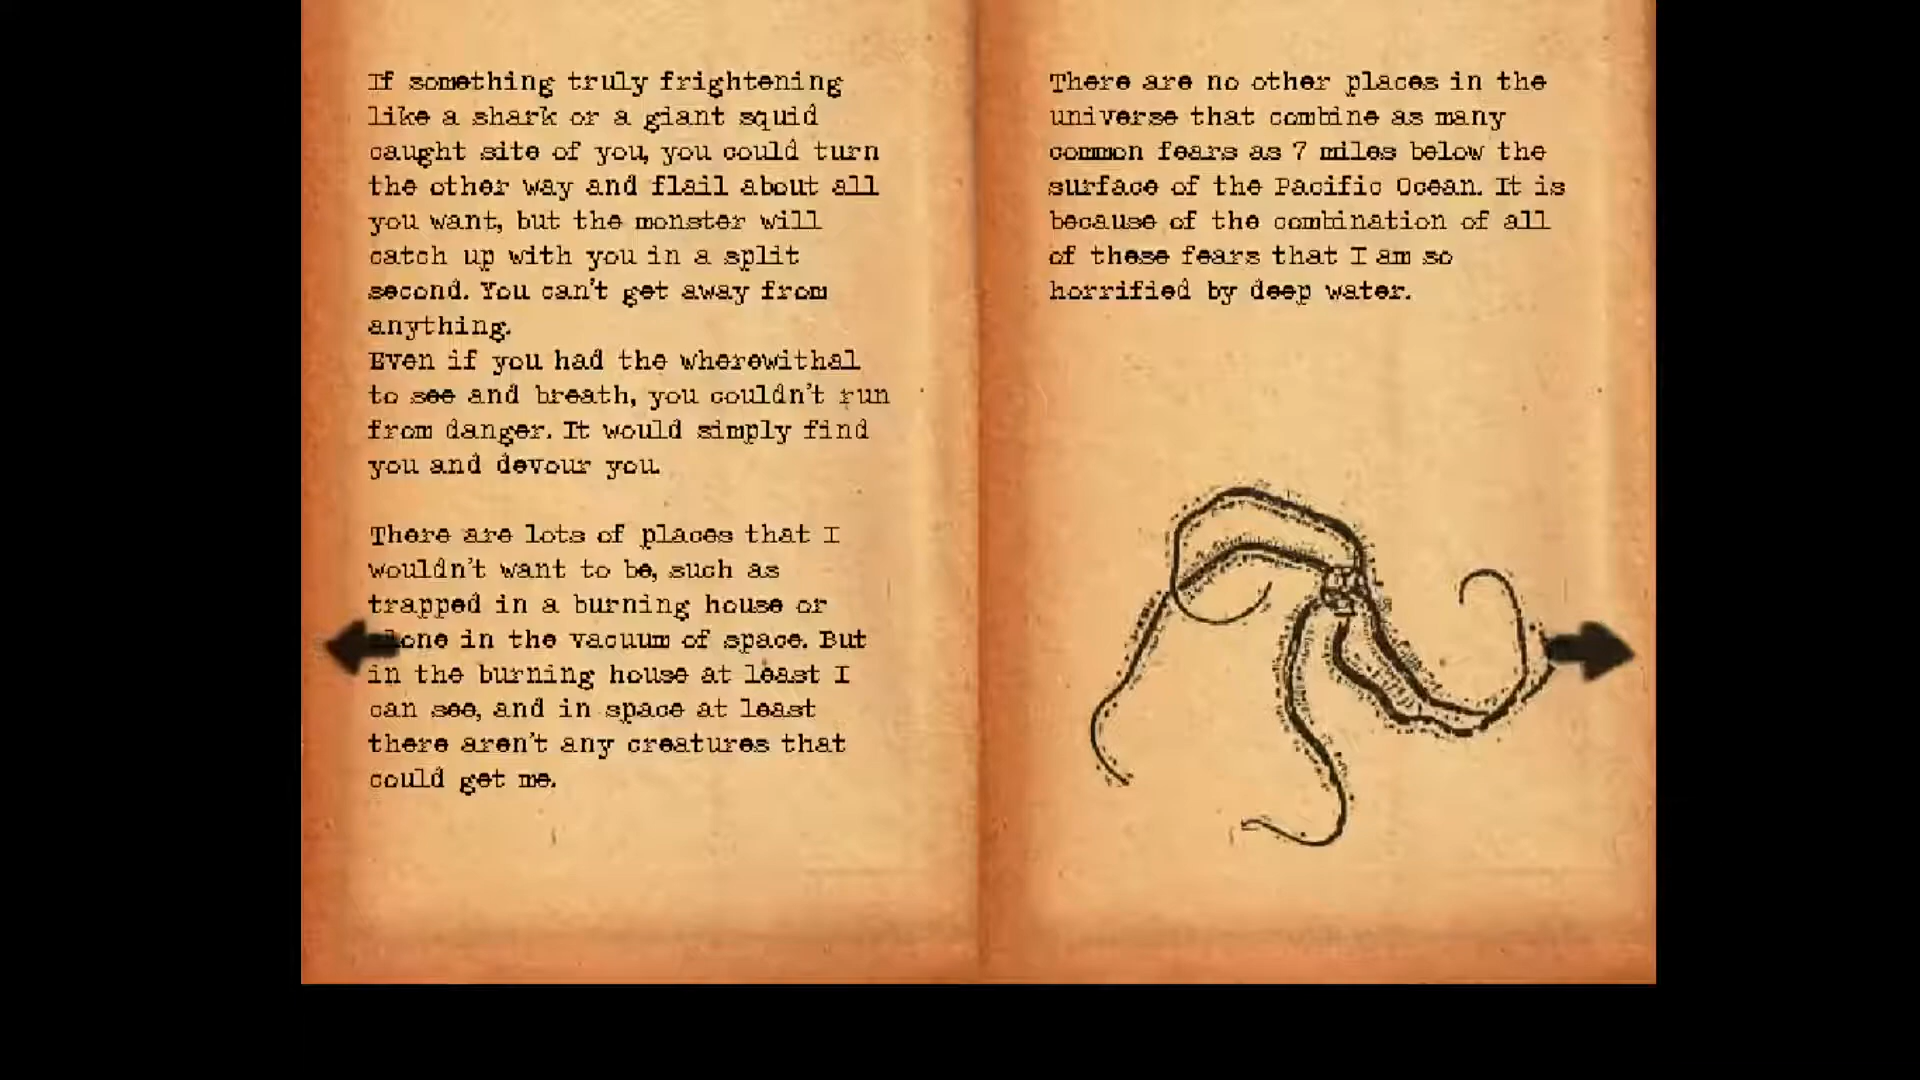 If something truly frightening
like a shark or a giant squid
caught site of you, you could turn
the other way and flail about all
you want, but the monster will
catch up with you in a split
second. You can't get away from
anything.
Even if you had the wherewithal
to see and breath, you couldn't run
from danger. It would simply find
you and devour you.
There are lots of places that I
wouldn't want to be, such as
trapped in a burning house or
alone in the vacuum of space. But
in the burning house at least I
can see, and in space at least
there aren't any creatures that
could get me.
There are no other places in the
universe that combine as many
common fears as 7 miles below the
surface of the Pacific Ocean. It is
because of the combination of all
of these fears that I am so
horrified by deep water.